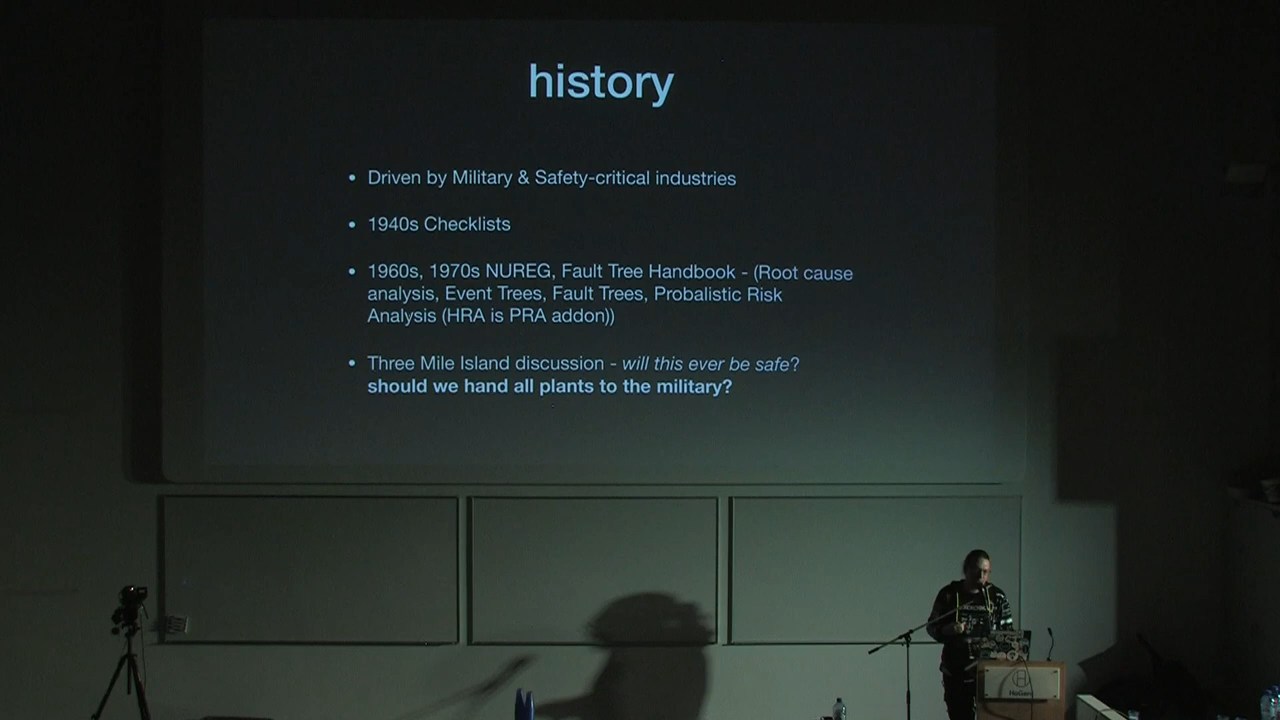 history
• Driven by Military & Safety-critical industries
• 1940s Checklists
• 1960s, 1970s NUREG, Fault Tree Handbook - (Root cause
analysis, Event Trees, Fault Trees, Probalistic Risk
Analysis (HRA is PRA addon))
• Three Mile Island discussion - will this ever be safe?
should we hand all plants to the military?
HoGent